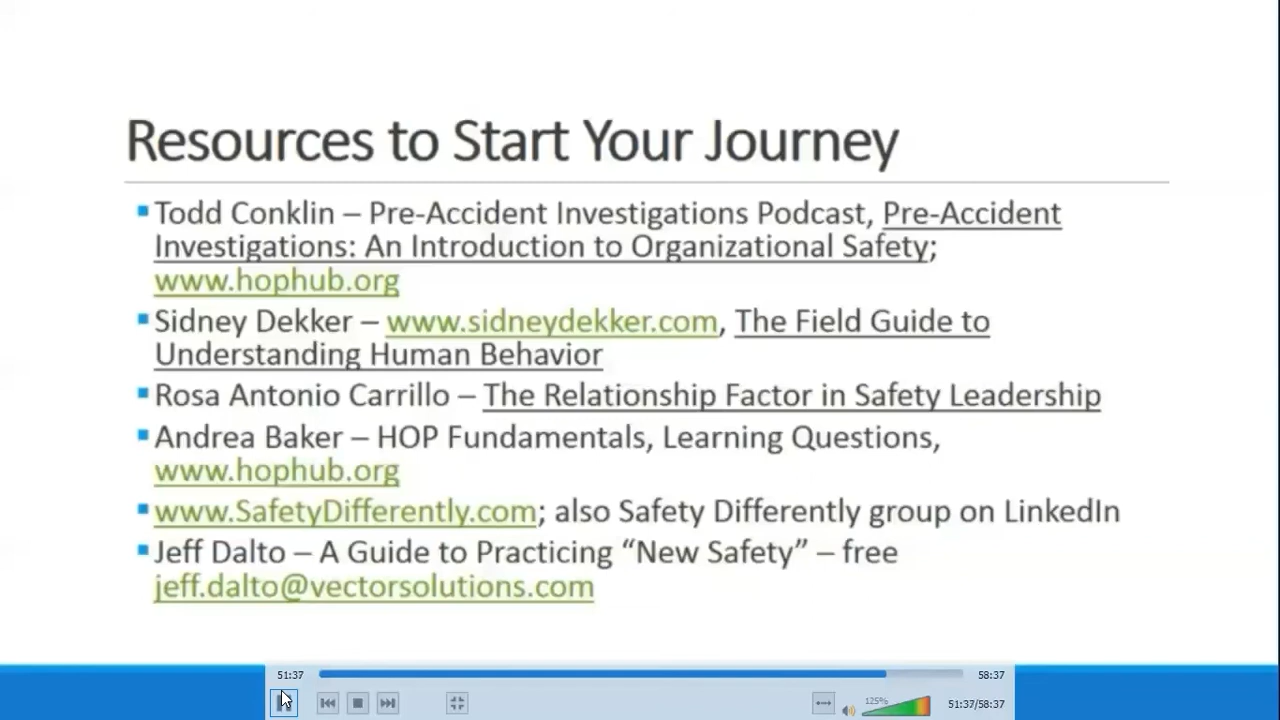 Resources to Start Your Journey
Todd Conklin – Pre-Accident Investigations Podcast, Pre-Accident
Investigations: An Introduction to Organizational Safety;
www.hophub.org
Sidney Dekker – www.sidneydekker.com, The Field Guide to
Understanding Human Behavior
Rosa Antonio Carrillo – The Relationship Factor in Safety Leadership
Andrea Baker – HOP Fundamentals, Learning Questions,
www.hophub.org
www.SafetyDifferently.com; also Safety Differently group on LinkedIn
Jeff Dalto – A Guide to Practicing “New Safety” – free
jeff.dalto@vectorsolutions.com
51:37 58:37
125% 51:37/58:37